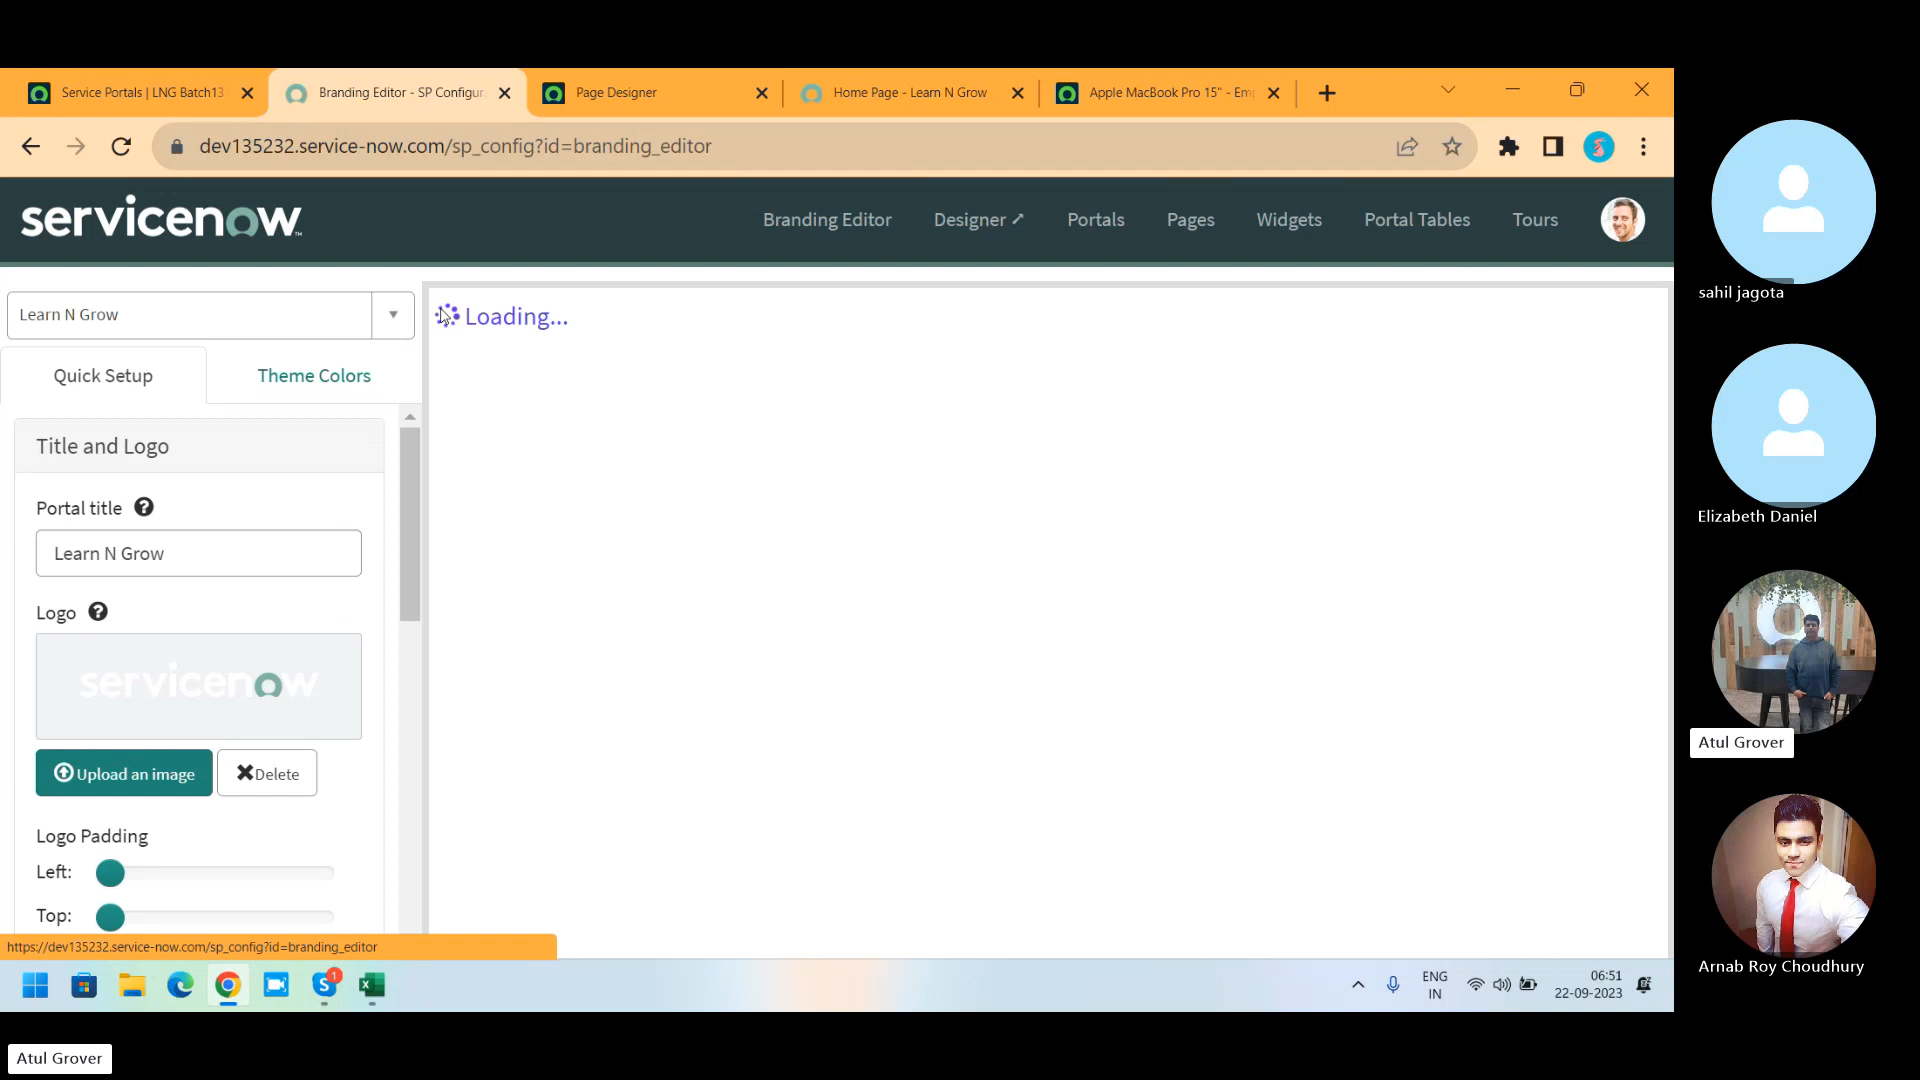 Service Portals | LNG Batch13
Branding Editor - SP Configur
Page Designer
Home Page - Learn N Grow
Apple MacBook Pro 15" - Emp
dev135232.service-now.com/sp_config?id=branding_editor
servicenow
Branding Editor
Designer
Portals
Pages
Widgets
Portal Tables
Tours
Learn N Grow
Loading...
Quick Setup
Theme Colors
Title and Logo
Portal title
Learn N Grow
Logo
servicenow
Upload an image
Delete
Logo Padding
Left:
Top:
https://dev135232.service-now.com/sp_config?id=branding_editor
1
ENG
IN
06:51
22-09-2023
sahil jagota
Elizabeth Daniel
Atul Grover
Arnab Roy Choudhury
Atul Grover